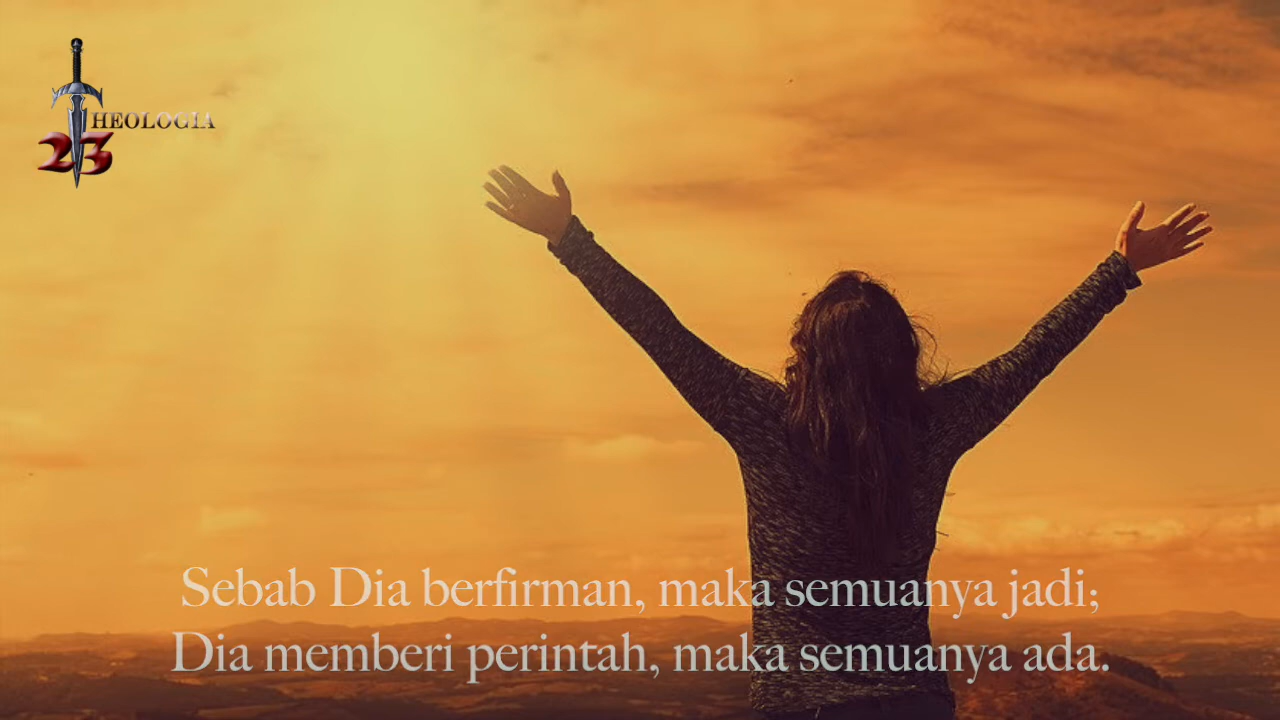 THEOLOGIA
23
Sebab Dia berfirman, maka semuanya jadi;
Dia memberi perintah, maka semuanya ada.